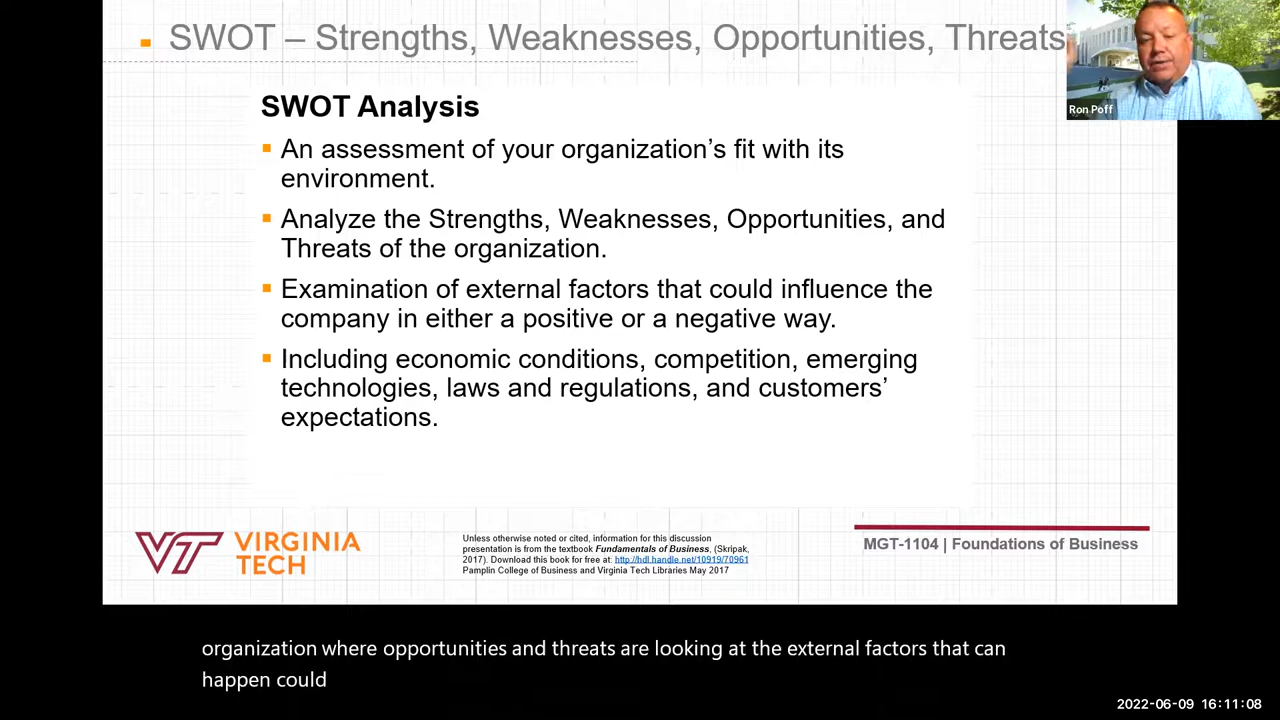 SWOT – Strengths, Weaknesses, Opportunities, Threats
Ron Poff
SWOT Analysis
An assessment of your organization’s fit with its
environment.
Analyze the Strengths, Weaknesses, Opportunities, and
Threats of the organization.
Examination of external factors that could influence the
company in either a positive or a negative way.
Including economic conditions, competition, emerging
technologies, laws and regulations, and customers’
expectations.
VT VIRGINIA
TECH
Unless otherwise noted or cited, information for this discussion
presentation is from the textbook Fundamentals of Business, (Skripak,
2017). Download this book for free at: http://hdl.handle.net/10919/70961
Pamplin College of Business and Virginia Tech Libraries May 2017
MGT-1104 | Foundations of Business
organization where opportunities and threats are looking at the external factors that can
happen could
2022-06-09 16:11:08